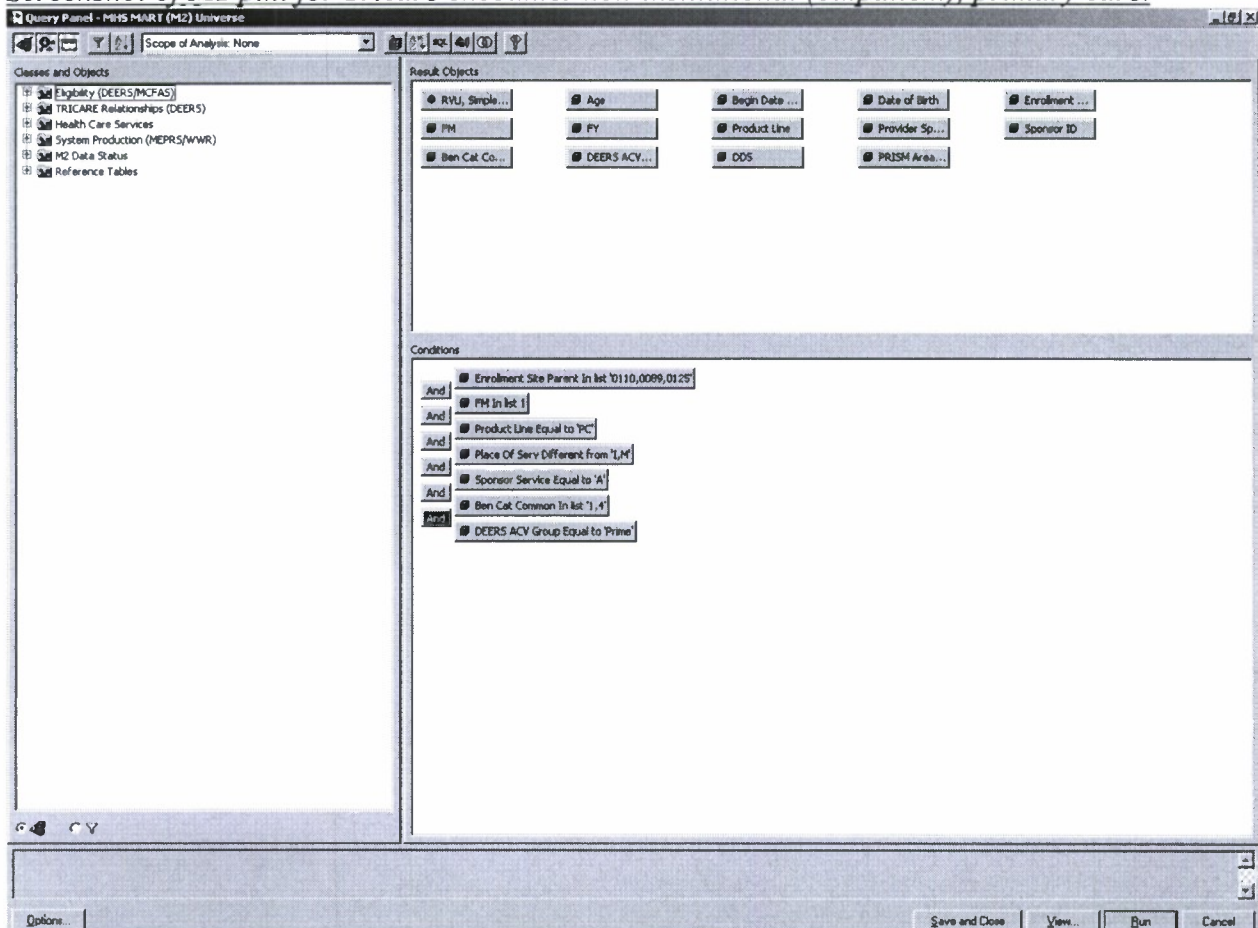 Query Panel - MHS MART (M2) Universe
Scope of Analysis: None
SQL
Classes and Objects
Eligibility (DEERS/MCFAS)
TRICARE Relationships (DEERS)
Health Care Services
System Production (MEPRS/WWR)
M2 Data Status
Reference Tables
Result Objects
RVU, Simple... Age Begin Date ... Date of Birth Enrollment ...
FM FY Product Line Provider Sp... Sponsor ID
Ben Cat Co... DEERS ACV... DDS PRISM Area...
Conditions
Enrollment Site Parent In list '0110,0089,0125'
And
FM In list 1
And
Product Line Equal to 'PC'
And
Place Of Serv Different from 'I,M'
And
Sponsor Service Equal to 'A'
And
Ben Cat Common In list '1,4'
And
DEERS ACV Group Equal to 'Prime'
Options... Save and Close View... Run Cancel